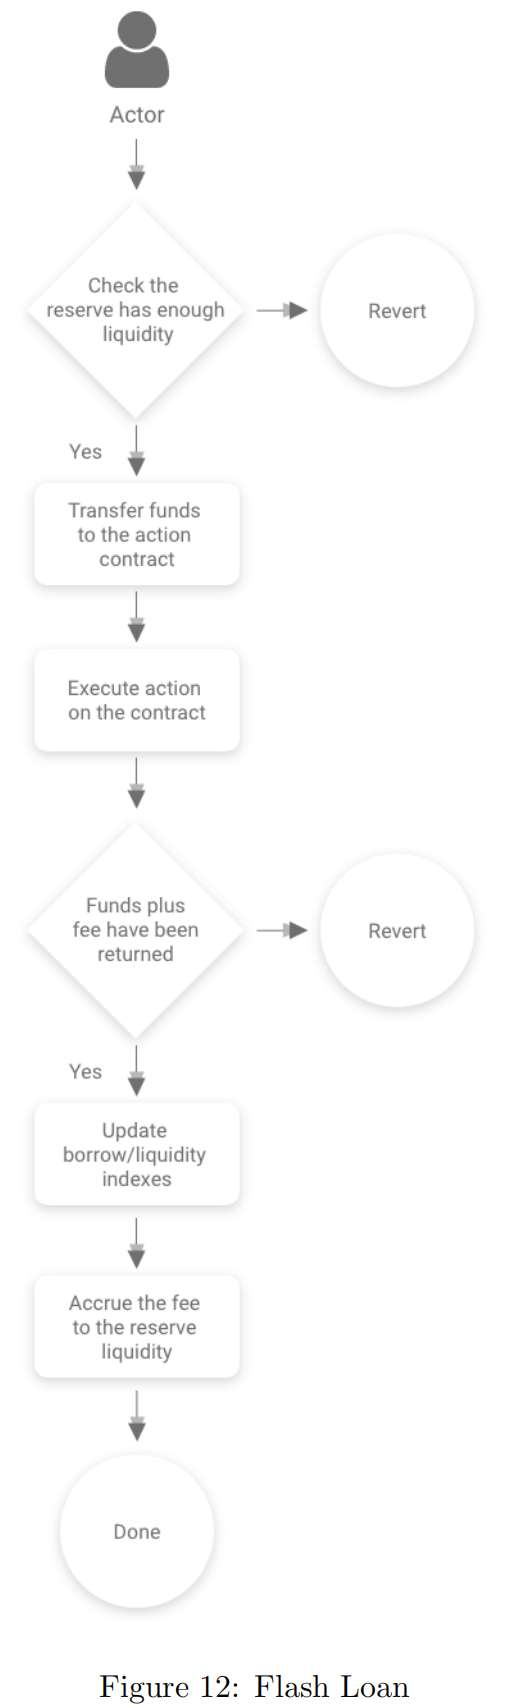 Actor
Check the
reserve has enough
liquidity
Revert
Yes
Transfer funds
to the action
contract
Execute action
on the contract
Funds plus
fee have been
returned
Revert
Yes
Update
borrow/liquidity
indexes
Accrue the fee
to the reserve
liquidity
Done
Figure 12: Flash Loan